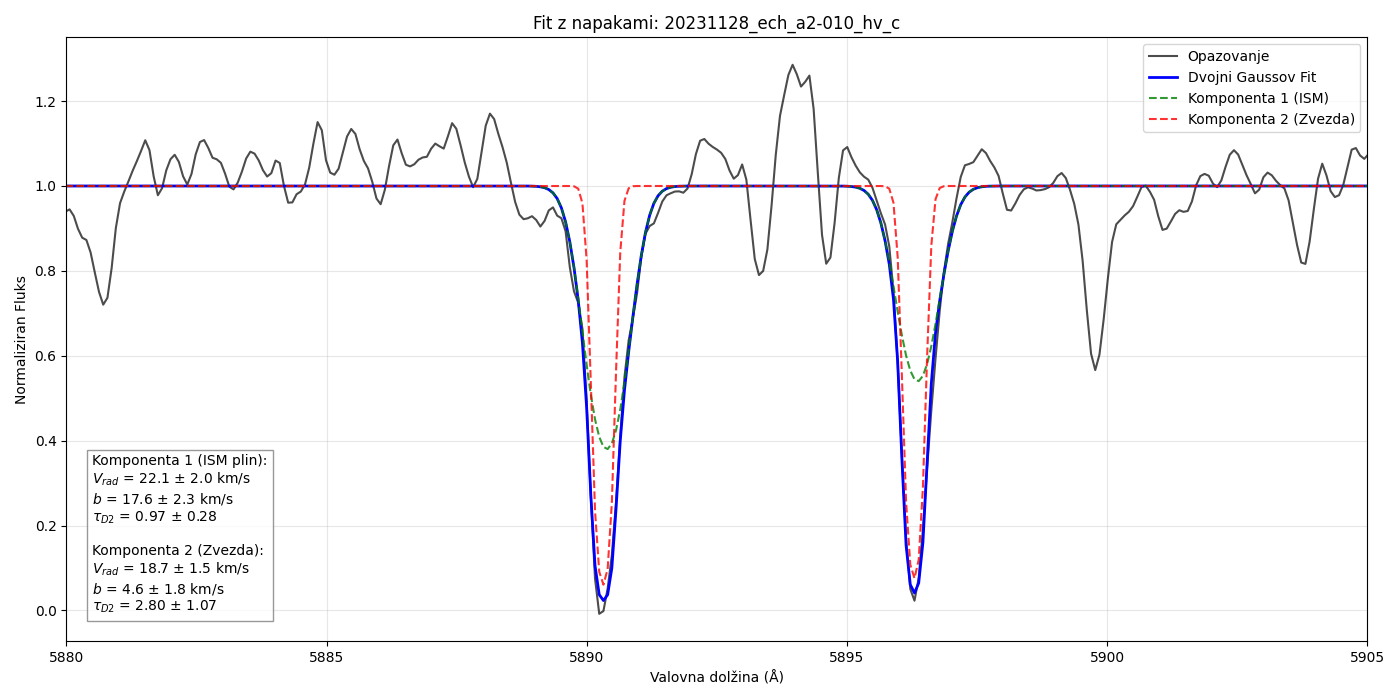 Fit z napakami: 20231128_ech_a2-010_hv_c
Normaliziran Fluks
1.2
1.0
0.8
0.6
0.4
0.2
0.0
Opazovanje
Dvojni Gaussov Fit
Komponenta 1 (ISM)
Komponenta 2 (Zvezda)
Komponenta 1 (ISM plin):
V_rad = 22.1 ± 2.0 km/s
b = 17.6 ± 2.3 km/s
τ_D2 = 0.97 ± 0.28
Komponenta 2 (Zvezda):
V_rad = 18.7 ± 1.5 km/s
b = 4.6 ± 1.8 km/s
τ_D2 = 2.80 ± 1.07
5880 5885 5890 5895 5900 5905
Valovna dolžina (Å)